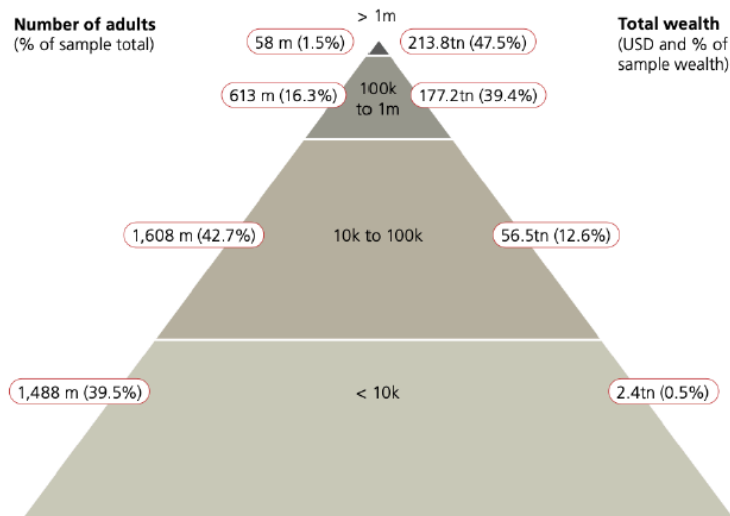 Number of adults
(% of sample total)
> 1m
Total wealth
(USD and % of
sample wealth)
58 m (1.5%)
213.8tn (47.5%)
613 m (16.3%)
100k
to 1m
177.2tn (39.4%)
1,608 m (42.7%)
10k to 100k
56.5tn (12.6%)
1,488 m (39.5%)
< 10k
2.4tn (0.5%)